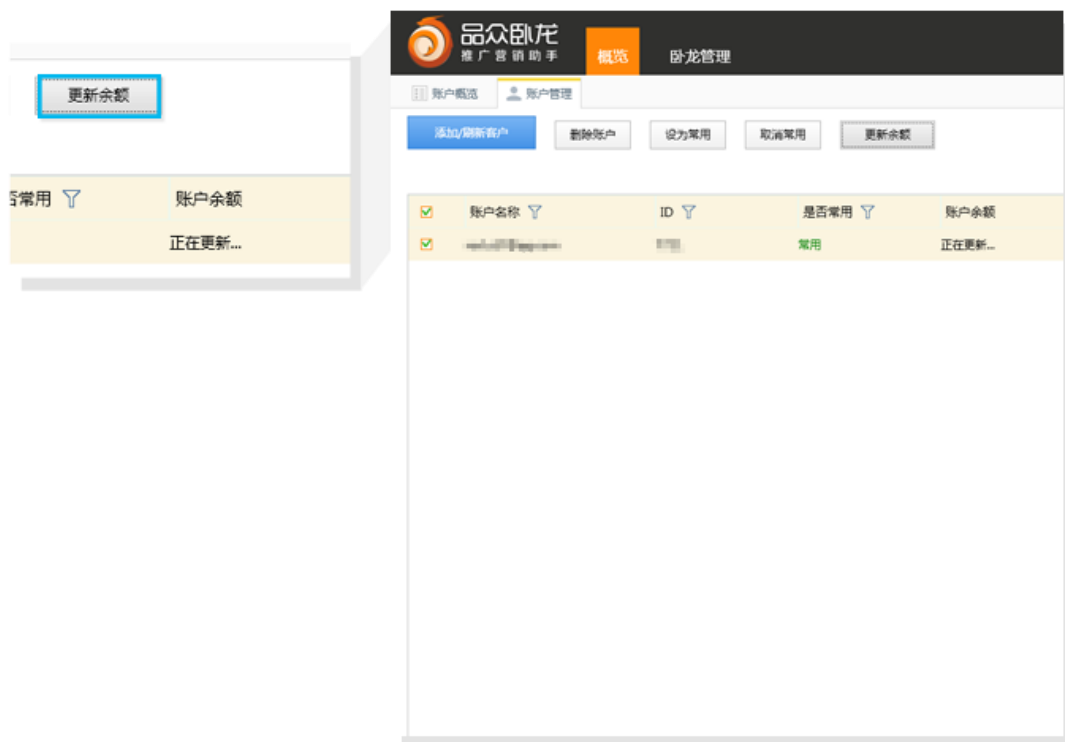 更新余额
否常用
账户余额
正在更新...
品众卧龙
推广营销助手
概览
卧龙管理
账户概览
账户管理
添加/刷新客户
删除账户
设为常用
取消常用
更新余额
账户名称
ID
是否常用
账户余额
常用
正在更新...